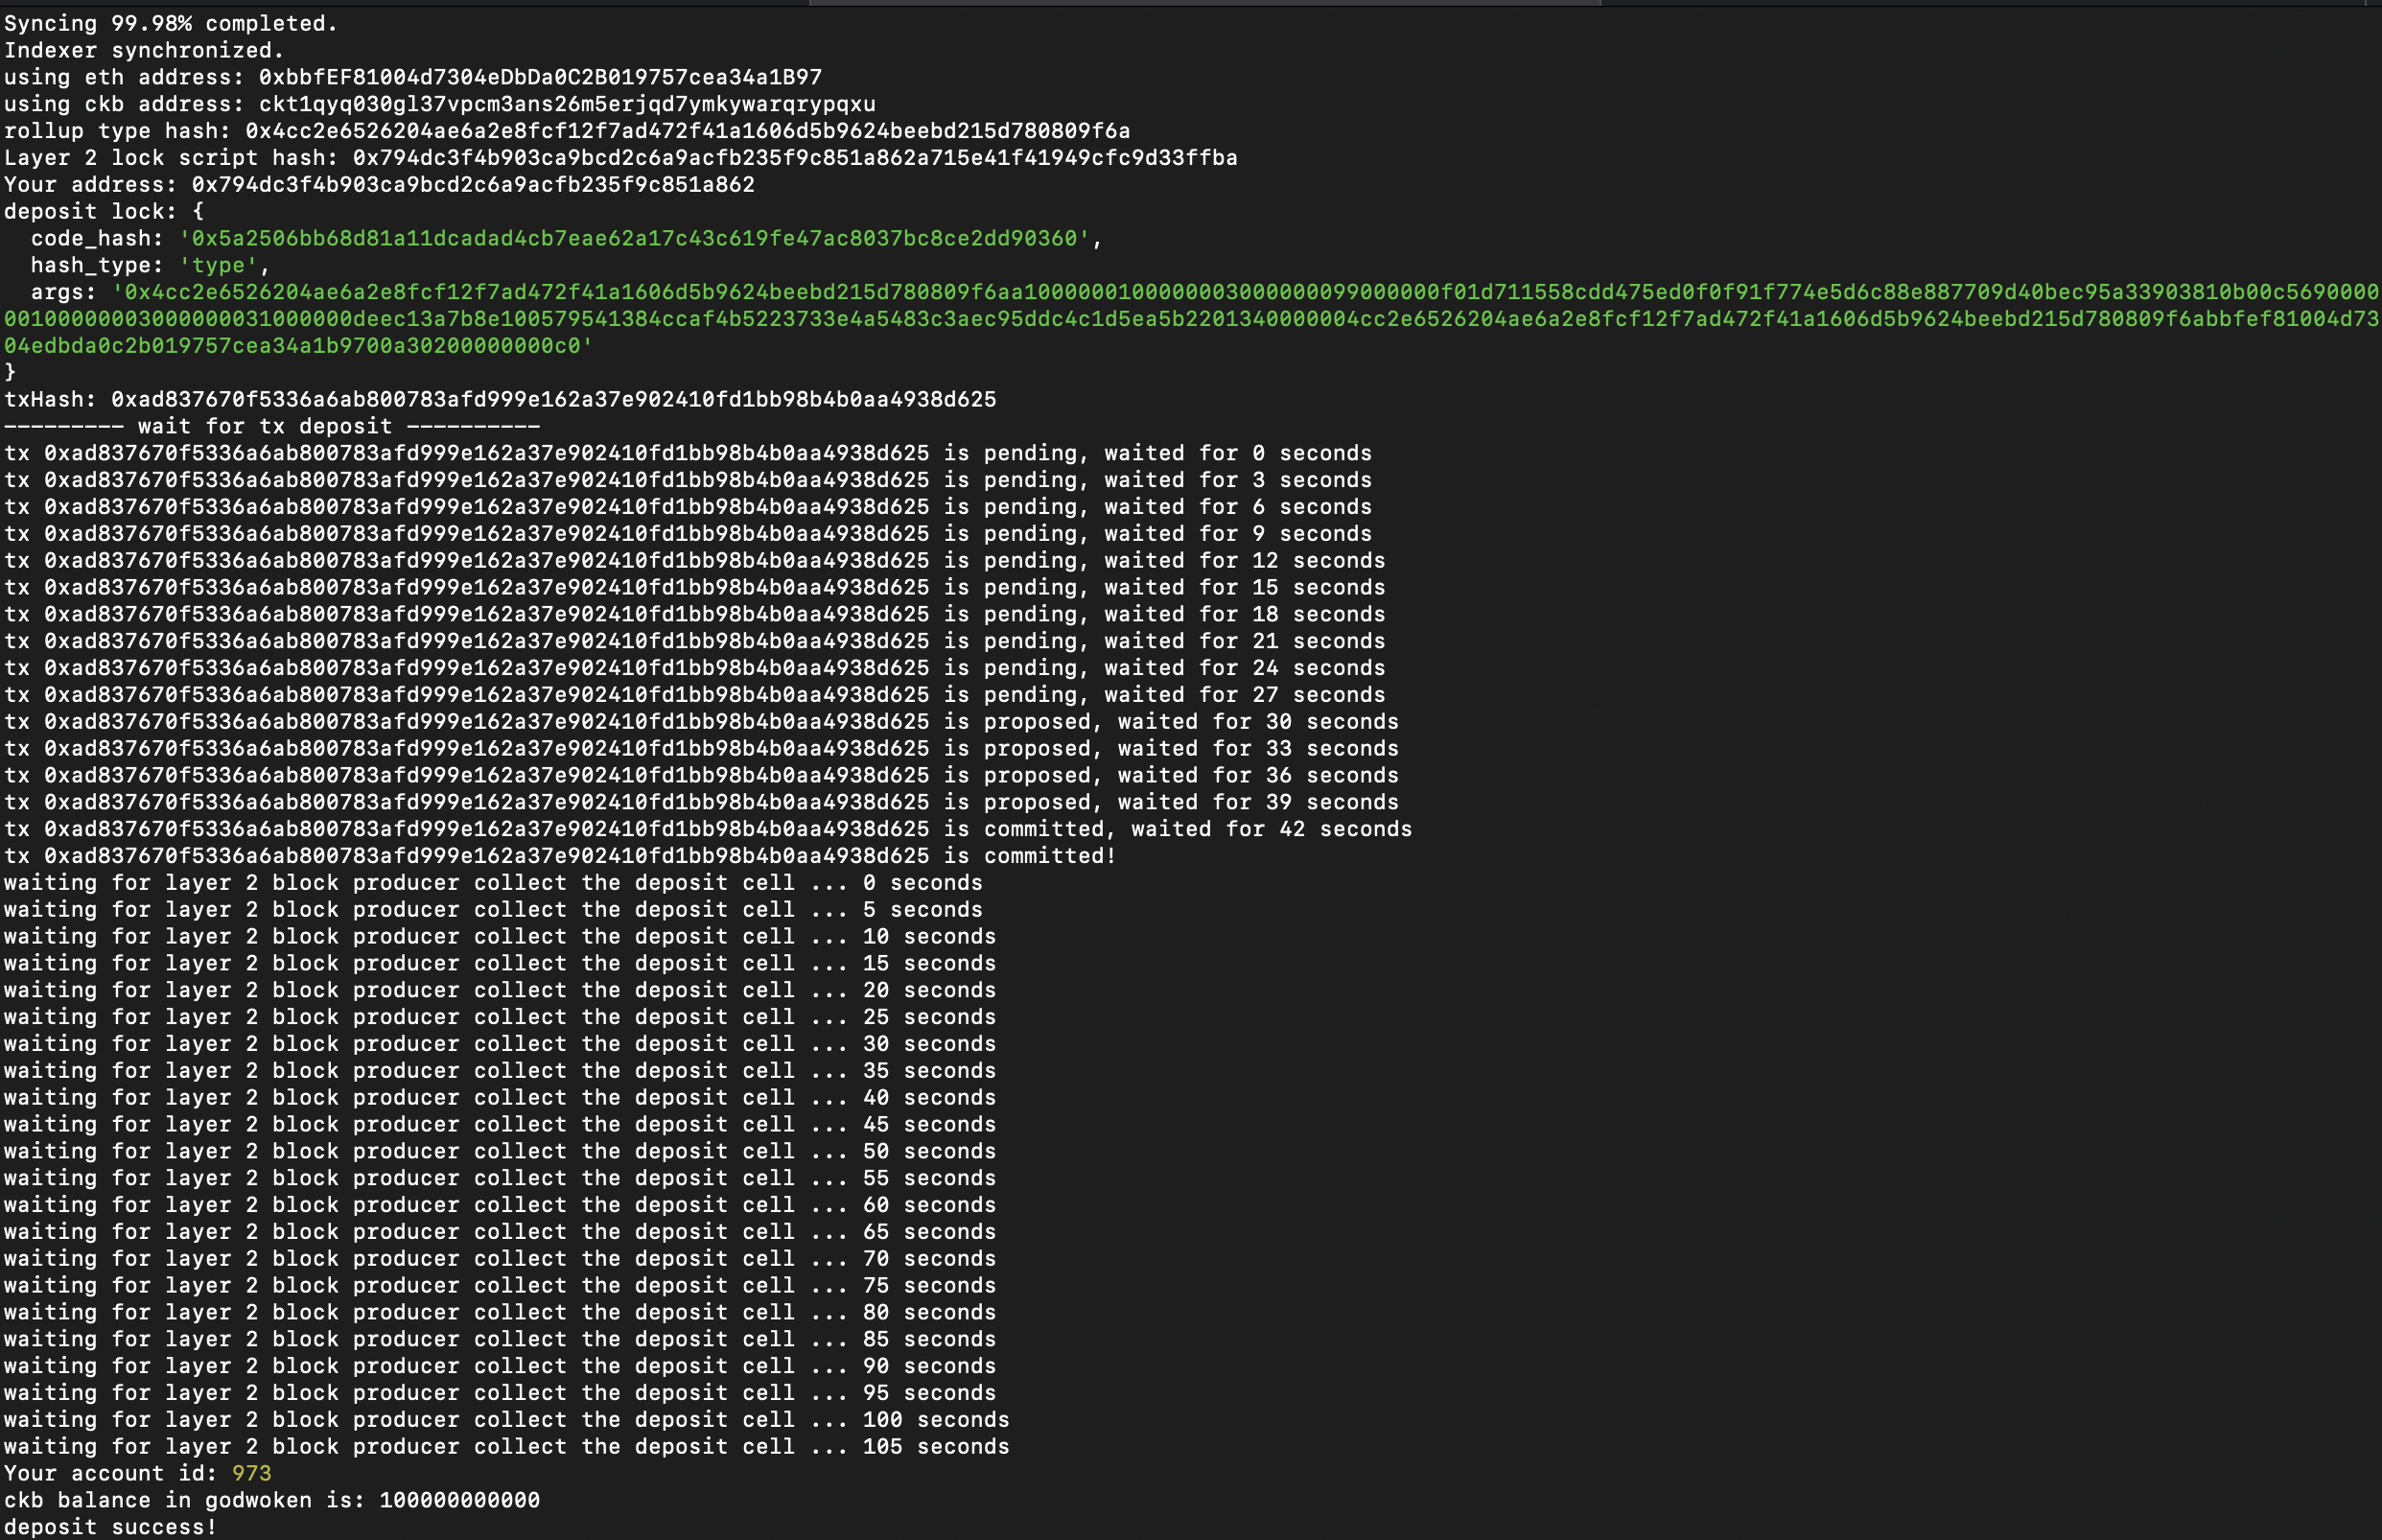 Syncing 99.98% completed.
Indexer synchronized.
using eth address: 0xbbfEF81004d7304eDbDa0C2B019757cea34a1B97
using ckb address: ckt1qyq030gl37vpcm3ans26m5erjqd7ymkywarqrypqxu
rollup type hash: 0x4cc2e6526204ae6a2e8fcf12f7ad472f41a1606d5b9624beebd215d780809f6a
Layer 2 lock script hash: 0x794dc3f4b903ca9bcd2c6a9acfb235f9c851a862a715e41f41949cfc9d33ffba
Your address: 0x794dc3f4b903ca9bcd2c6a9acfb235f9c851a862
deposit lock: {
  code_hash: '0x5a2506bb68d81a11dcadad4cb7eae62a17c43c619fe47ac8037bc8ce2dd90360',
  hash_type: 'type',
  args: '0x4cc2e6526204ae6a2e8fcf12f7ad472f41a1606d5b9624beebd215d780809f6aa10000001000000030000000990000000f01d711558cdd475ed0f0f91f774e5d6c88e887709d40bec95a33903810b00c5690000
001000000030000000310000000deec13a7b8e100579541384ccaf4b5223733e4a5483c3aec95ddc4c1d5ea5b2201340000004cc2e6526204ae6a2e8fcf12f7ad472f41a1606d5b9624beebd215d780809f6abbfef81004d73
04edbda0c2b019757cea34a1b9700a30200000000c0'
}
txHash: 0xad837670f5336a6ab800783afd999e162a37e902410fd1bb98b4b0aa4938d625
--------- wait for tx deposit ----------
tx 0xad837670f5336a6ab800783afd999e162a37e902410fd1bb98b4b0aa4938d625 is pending, waited for 0 seconds
tx 0xad837670f5336a6ab800783afd999e162a37e902410fd1bb98b4b0aa4938d625 is pending, waited for 3 seconds
tx 0xad837670f5336a6ab800783afd999e162a37e902410fd1bb98b4b0aa4938d625 is pending, waited for 6 seconds
tx 0xad837670f5336a6ab800783afd999e162a37e902410fd1bb98b4b0aa4938d625 is pending, waited for 9 seconds
tx 0xad837670f5336a6ab800783afd999e162a37e902410fd1bb98b4b0aa4938d625 is pending, waited for 12 seconds
tx 0xad837670f5336a6ab800783afd999e162a37e902410fd1bb98b4b0aa4938d625 is pending, waited for 15 seconds
tx 0xad837670f5336a6ab800783afd999e162a37e902410fd1bb98b4b0aa4938d625 is pending, waited for 18 seconds
tx 0xad837670f5336a6ab800783afd999e162a37e902410fd1bb98b4b0aa4938d625 is pending, waited for 21 seconds
tx 0xad837670f5336a6ab800783afd999e162a37e902410fd1bb98b4b0aa4938d625 is pending, waited for 24 seconds
tx 0xad837670f5336a6ab800783afd999e162a37e902410fd1bb98b4b0aa4938d625 is pending, waited for 27 seconds
tx 0xad837670f5336a6ab800783afd999e162a37e902410fd1bb98b4b0aa4938d625 is proposed, waited for 30 seconds
tx 0xad837670f5336a6ab800783afd999e162a37e902410fd1bb98b4b0aa4938d625 is proposed, waited for 33 seconds
tx 0xad837670f5336a6ab800783afd999e162a37e902410fd1bb98b4b0aa4938d625 is proposed, waited for 36 seconds
tx 0xad837670f5336a6ab800783afd999e162a37e902410fd1bb98b4b0aa4938d625 is proposed, waited for 39 seconds
tx 0xad837670f5336a6ab800783afd999e162a37e902410fd1bb98b4b0aa4938d625 is committed, waited for 42 seconds
tx 0xad837670f5336a6ab800783afd999e162a37e902410fd1bb98b4b0aa4938d625 is committed!
waiting for layer 2 block producer collect the deposit cell ... 0 seconds
waiting for layer 2 block producer collect the deposit cell ... 5 seconds
waiting for layer 2 block producer collect the deposit cell ... 10 seconds
waiting for layer 2 block producer collect the deposit cell ... 15 seconds
waiting for layer 2 block producer collect the deposit cell ... 20 seconds
waiting for layer 2 block producer collect the deposit cell ... 25 seconds
waiting for layer 2 block producer collect the deposit cell ... 30 seconds
waiting for layer 2 block producer collect the deposit cell ... 35 seconds
waiting for layer 2 block producer collect the deposit cell ... 40 seconds
waiting for layer 2 block producer collect the deposit cell ... 45 seconds
waiting for layer 2 block producer collect the deposit cell ... 50 seconds
waiting for layer 2 block producer collect the deposit cell ... 55 seconds
waiting for layer 2 block producer collect the deposit cell ... 60 seconds
waiting for layer 2 block producer collect the deposit cell ... 65 seconds
waiting for layer 2 block producer collect the deposit cell ... 70 seconds
waiting for layer 2 block producer collect the deposit cell ... 75 seconds
waiting for layer 2 block producer collect the deposit cell ... 80 seconds
waiting for layer 2 block producer collect the deposit cell ... 85 seconds
waiting for layer 2 block producer collect the deposit cell ... 90 seconds
waiting for layer 2 block producer collect the deposit cell ... 95 seconds
waiting for layer 2 block producer collect the deposit cell ... 100 seconds
waiting for layer 2 block producer collect the deposit cell ... 105 seconds
Your account id: 973
ckb balance in godwoken is: 100000000000
deposit success!